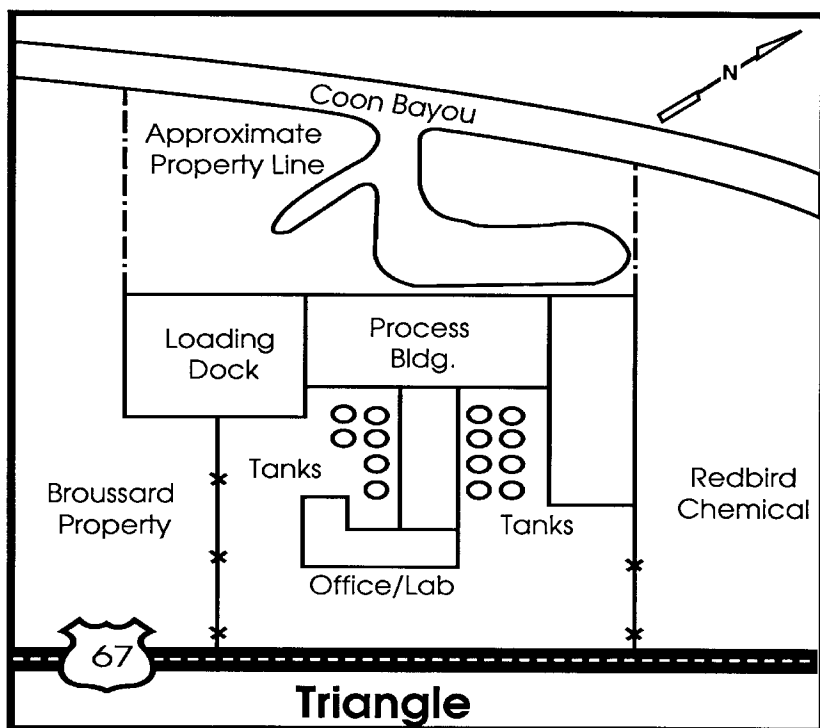 N
Coon Bayou
Approximate
Property Line
Loading
Dock
Process
Bldg.
Tanks
Broussard
Property
Redbird
Chemical
Tanks
Office/Lab
67
Triangle